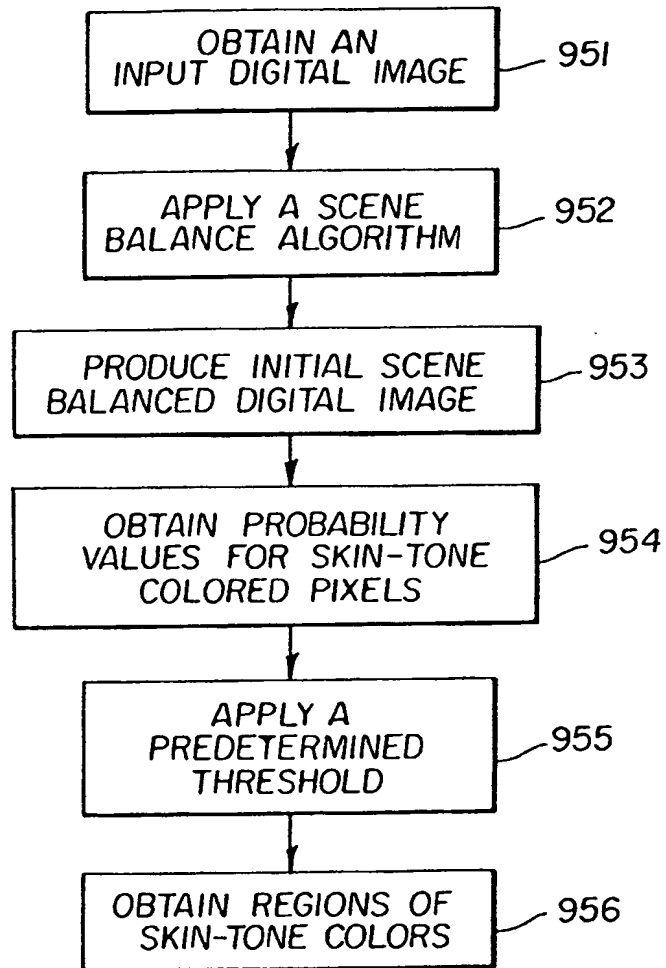 OBTAIN AN
INPUT DIGITAL IMAGE
951
APPLY A SCENE
BALANCE ALGORITHM
952
PRODUCE INITIAL SCENE
BALANCED DIGITAL IMAGE
953
OBTAIN PROBABILITY
VALUES FOR SKIN-TONE
COLORED PIXELS
954
APPLY A
PREDETERMINED
THRESHOLD
955
OBTAIN REGIONS OF
SKIN-TONE COLORS
956